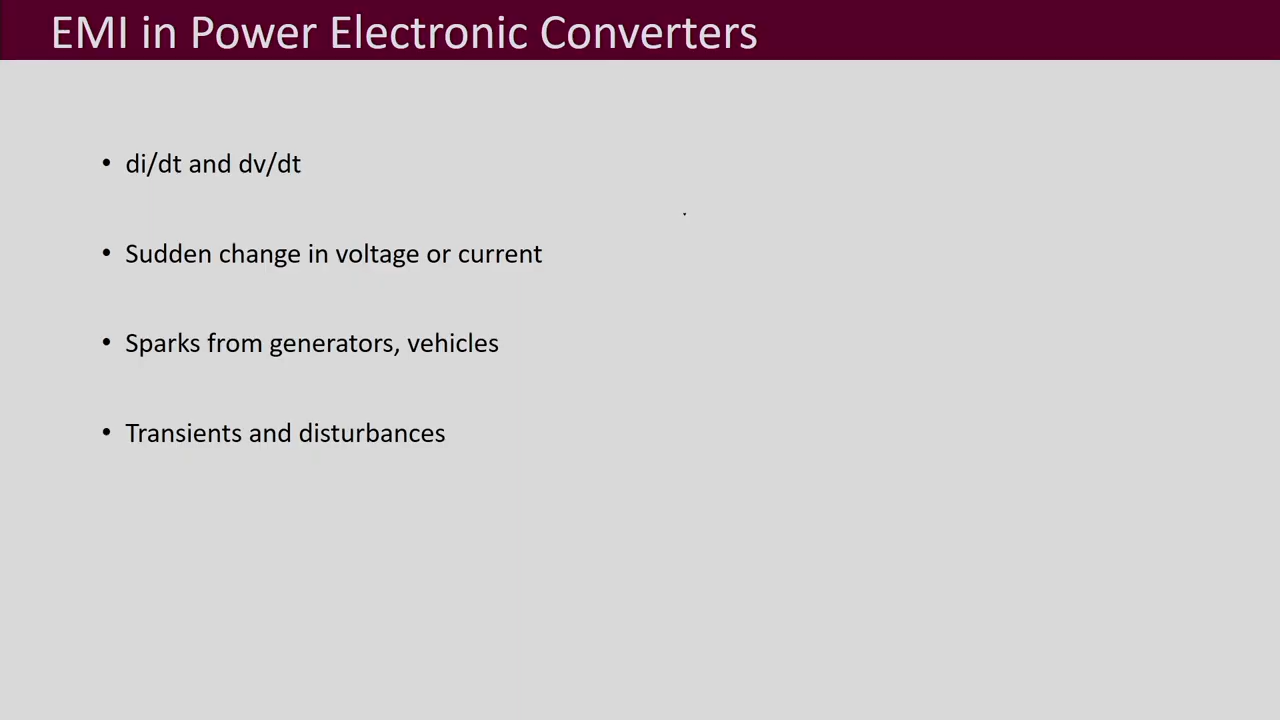 EMI in Power Electronic Converters
• di/dt and dv/dt
• Sudden change in voltage or current
• Sparks from generators, vehicles
• Transients and disturbances